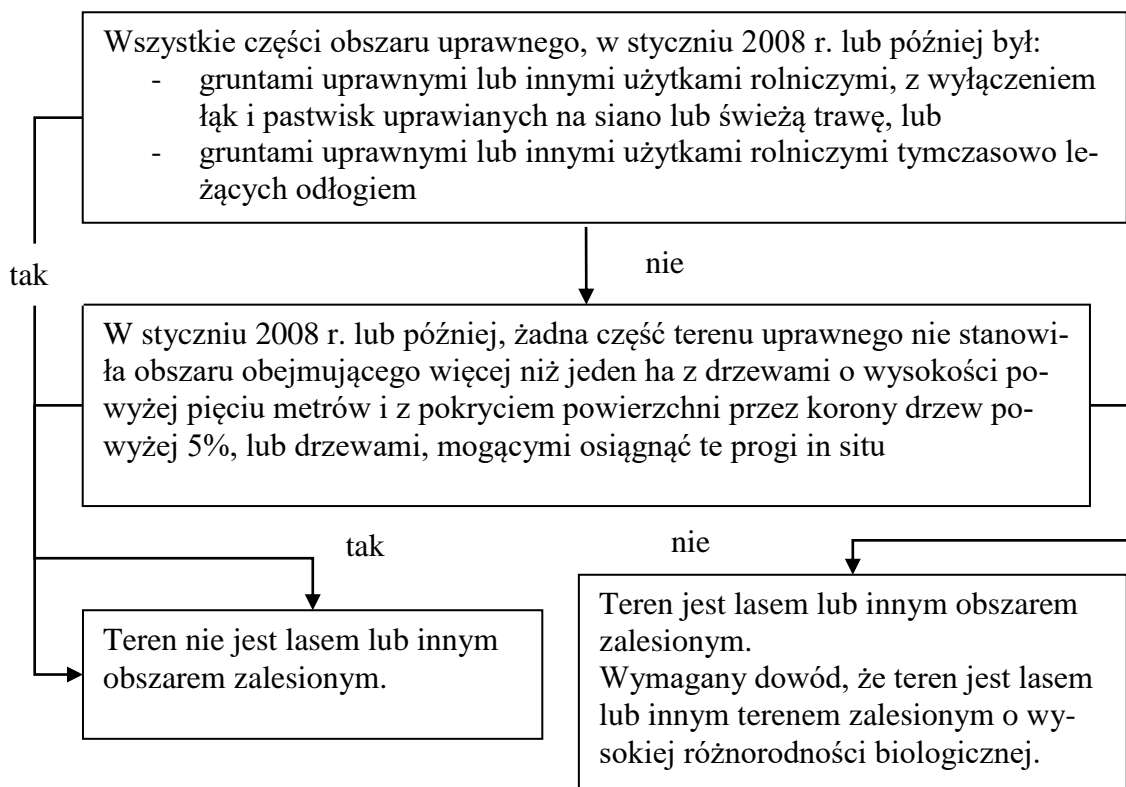 Wszystkie części obszaru uprawnego, w styczniu 2008 r. lub później był:
- gruntami uprawnymi lub innymi użytkami rolniczymi, z wyłączeniem
łąk i pastwisk uprawianych na siano lub świeżą trawę, lub
- gruntami uprawnymi lub innymi użytkami rolniczymi tymczasowo le-
żących odłogiem
nie
tak
W styczniu 2008 r. lub później, żadna część terenu uprawnego nie stanowi-
ła obszaru obejmującego więcej niż jeden ha z drzewami o wysokości po-
wyżej pięciu metrów i z pokryciem powierzchni przez korony drzew po-
wyżej 5%, lub drzewami, mogącymi osiągnąć te progi in situ
tak
nie
Teren nie jest lasem lub innym
obszarem zalesionym.
Teren jest lasem lub innym obszarem
zalesionym.
Wymagany dowód, że teren jest lasem
lub innym terenem zalesionym o wy-
sokiej różnorodności biologicznej.